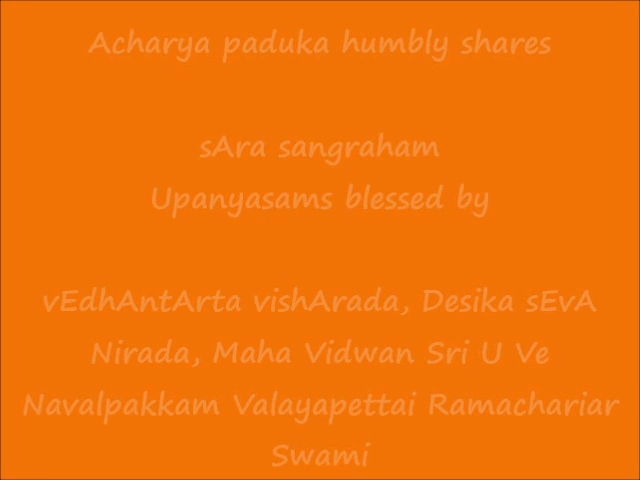 Acharya paduka humbly shares
sAra sangraham
Upanyasams blessed by
vEdhAntArta vishArada, Desika sEvA
Nirada, Maha Vidwan Sri U Ve
Navalpakkam Valayapettai Ramachariar
Swami